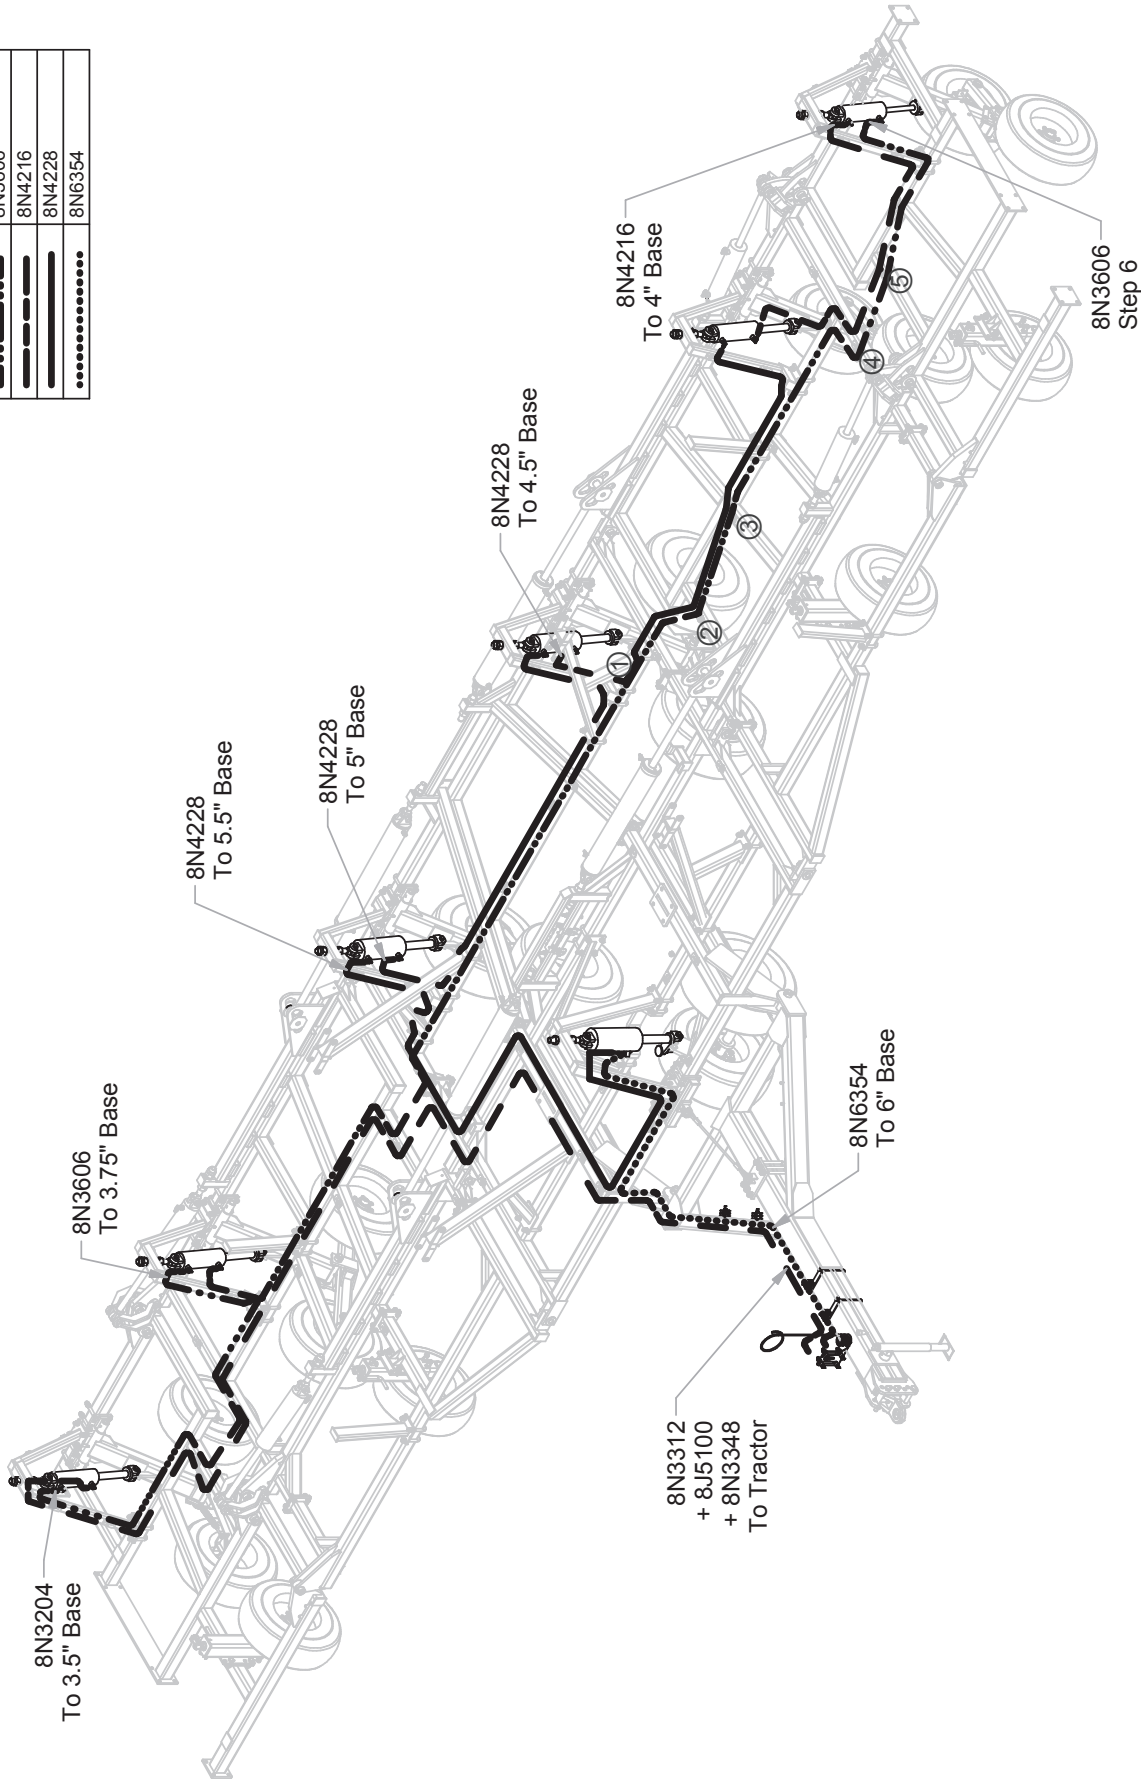 8N4216
8N4228
8N6354
8N4216
To 4" Base
8N3606
Step 6
8N4228
To 4.5" Base
8N4228
To 5" Base
8N4228
To 5.5" Base
8N3606
To 3.75" Base
8N3204
To 3.5" Base
8N6354
To 6" Base
8N3312
+ 8J5100
+ 8N3348
To Tractor
1
2
3
4
5